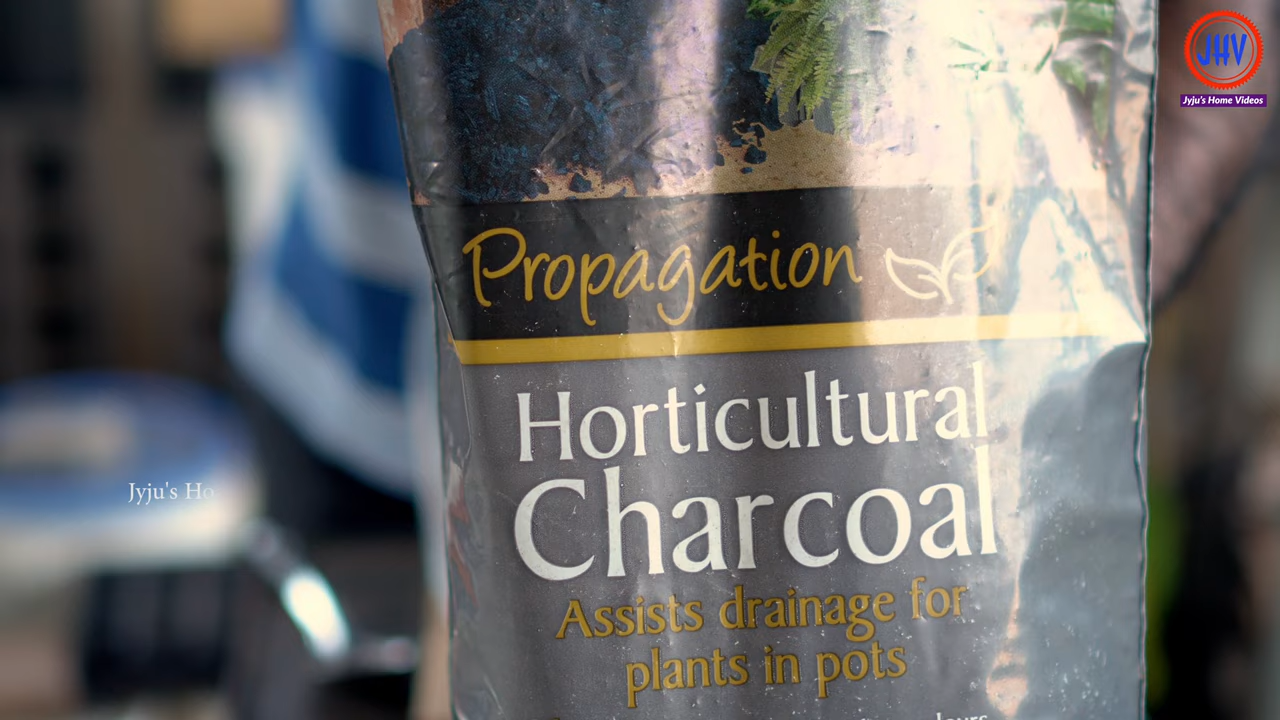 JHV
Jyju's Home Videos
Propagation
Horticultural
Charcoal
Assists drainage for
plants in pots
Jyju's Ho